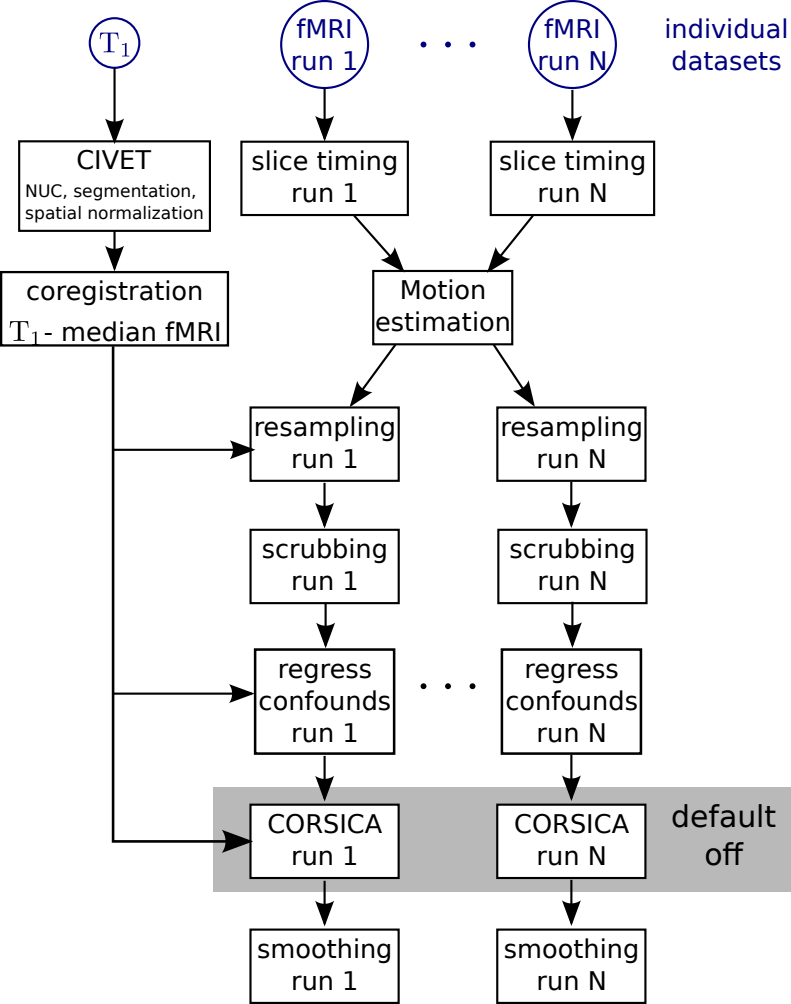 T1
fMRI
run 1
. . .
fMRI
run N
individual
datasets
CIVET
NUC, segmentation,
spatial normalization
slice timing
run 1
slice timing
run N
coregistration
T1- median fMRI
Motion
estimation
resampling
run 1
resampling
run N
scrubbing
run 1
scrubbing
run N
regress
confounds
run 1
. . .
regress
confounds
run N
CORSICA
run 1
CORSICA
run N
default
off
smoothing
run 1
smoothing
run N